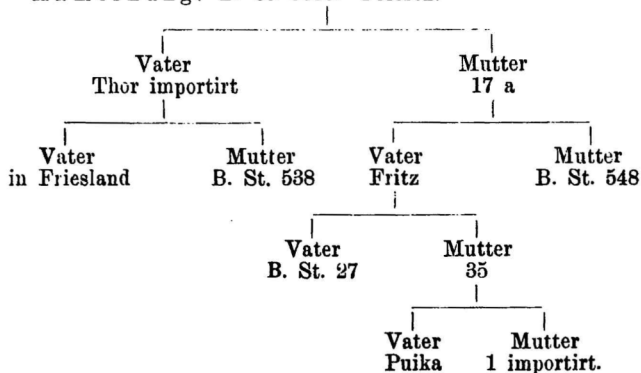 Vater Mutter
Thor importirt 17 a
Vater Mutter Vater Mutter
in Friesland B. St. 538 Fritz B. St. 548
Vater Mutter
B. St. 27 35
Vater Mutter
Puika 1 importirt.